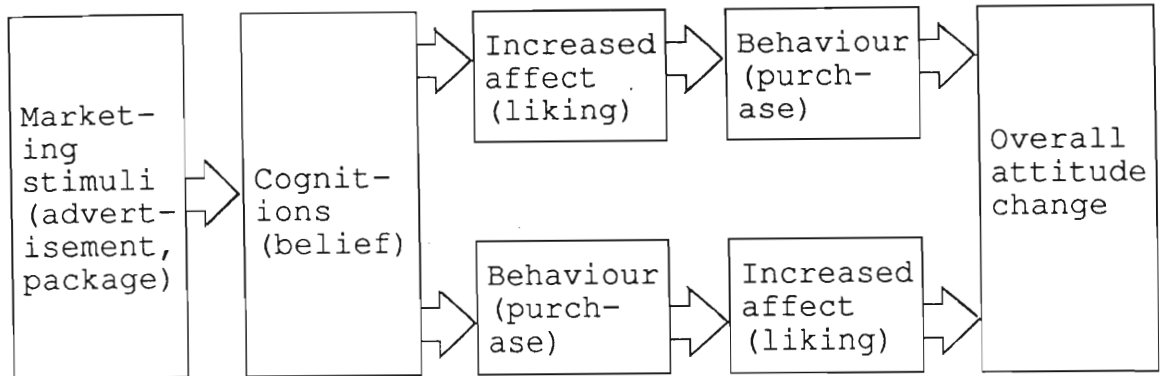 Market-
ing
stimuli
(advert-
isement,
package)
Cognit-
ions
(belief)
Increased
affect
(liking)
Behaviour
(purch-
ase)
Behaviour
(purch-
ase)
Increased
affect
(liking)
Overall
attitude
change